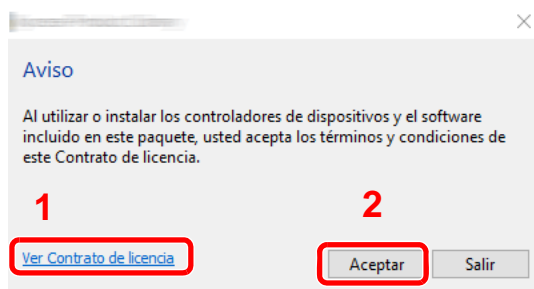 Aviso
Al utilizar o instalar los controladores de dispositivos y el software
incluido en este paquete, usted acepta los términos y condiciones de
este Contrato de licencia.
1
2
Ver Contrato de licencia
Aceptar
Salir